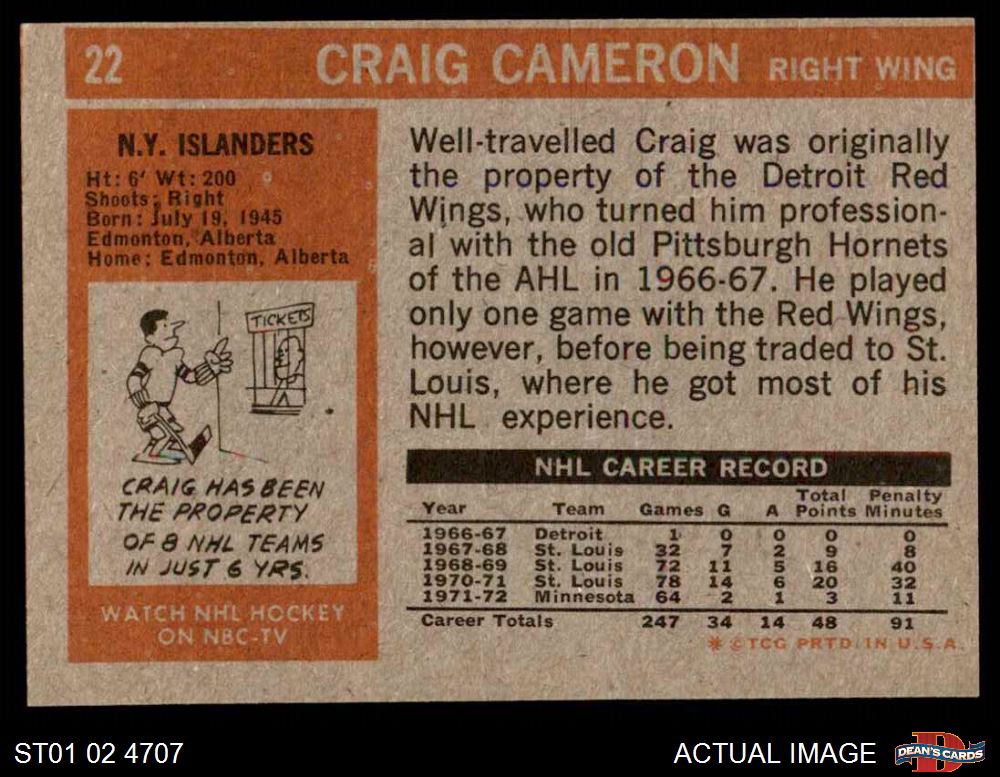 22 CRAIG CAMERON RIGHT WING
N.Y. ISLANDERS
Ht: 6' Wt: 200
Shoots: Right
Born: July 19, 1945
Edmonton, Alberta
Home: Edmonton, Alberta
TICKETS
CRAIG HAS BEEN
THE PROPERTY
OF 8 NHL TEAMS
IN JUST 6 YRS.
WATCH NHL HOCKEY
ON NBC-TV
Well-travelled Craig was originally
the property of the Detroit Red
Wings, who turned him profession-
al with the old Pittsburgh Hornets
of the AHL in 1966-67. He played
only one game with the Red Wings,
however, before being traded to St.
Louis, where he got most of his
NHL experience.
NHL CAREER RECORD
Year Team Games G A Total Points Penalty Minutes
1966-67 Detroit 1 0 0 0 0
1967-68 St. Louis 32 7 2 9 8
1968-69 St. Louis 72 11 5 16 40
1970-71 St. Louis 78 14 6 20 32
1971-72 Minnesota 64 2 1 3 11
Career Totals 247 34 14 48 91
* © TCG PRTD. IN U.S.A.
ST01 02 4707
ACTUAL IMAGE
D
DEAN'S CARDS